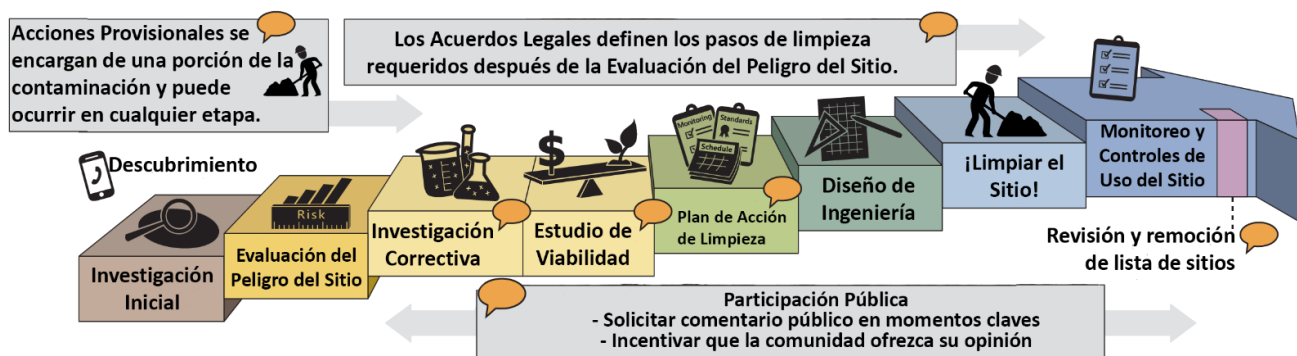 Acciones Provisionales se
encargan de una porción de la
contaminación y puede
ocurrir en cualquier etapa.
Los Acuerdos Legales definen los pasos de limpieza
requeridos después de la Evaluación del Peligro del Sitio.
Descubrimiento
Investigación
Inicial
Risk
Evaluación del
Peligro del Sitio
Investigación
Correctiva
$
Estudio de
Viabilidad
Monitoring
Standards
Schedule
Plan de Acción
de Limpieza
Diseño de
Ingeniería
¡Limpiar el
Sitio!
Monitoreo y
Controles de
Uso del Sitio
Revisión y remoción
de lista de sitios
Participación Pública
- Solicitar comentario público en momentos claves
- Incentivar que la comunidad ofrezca su opinión